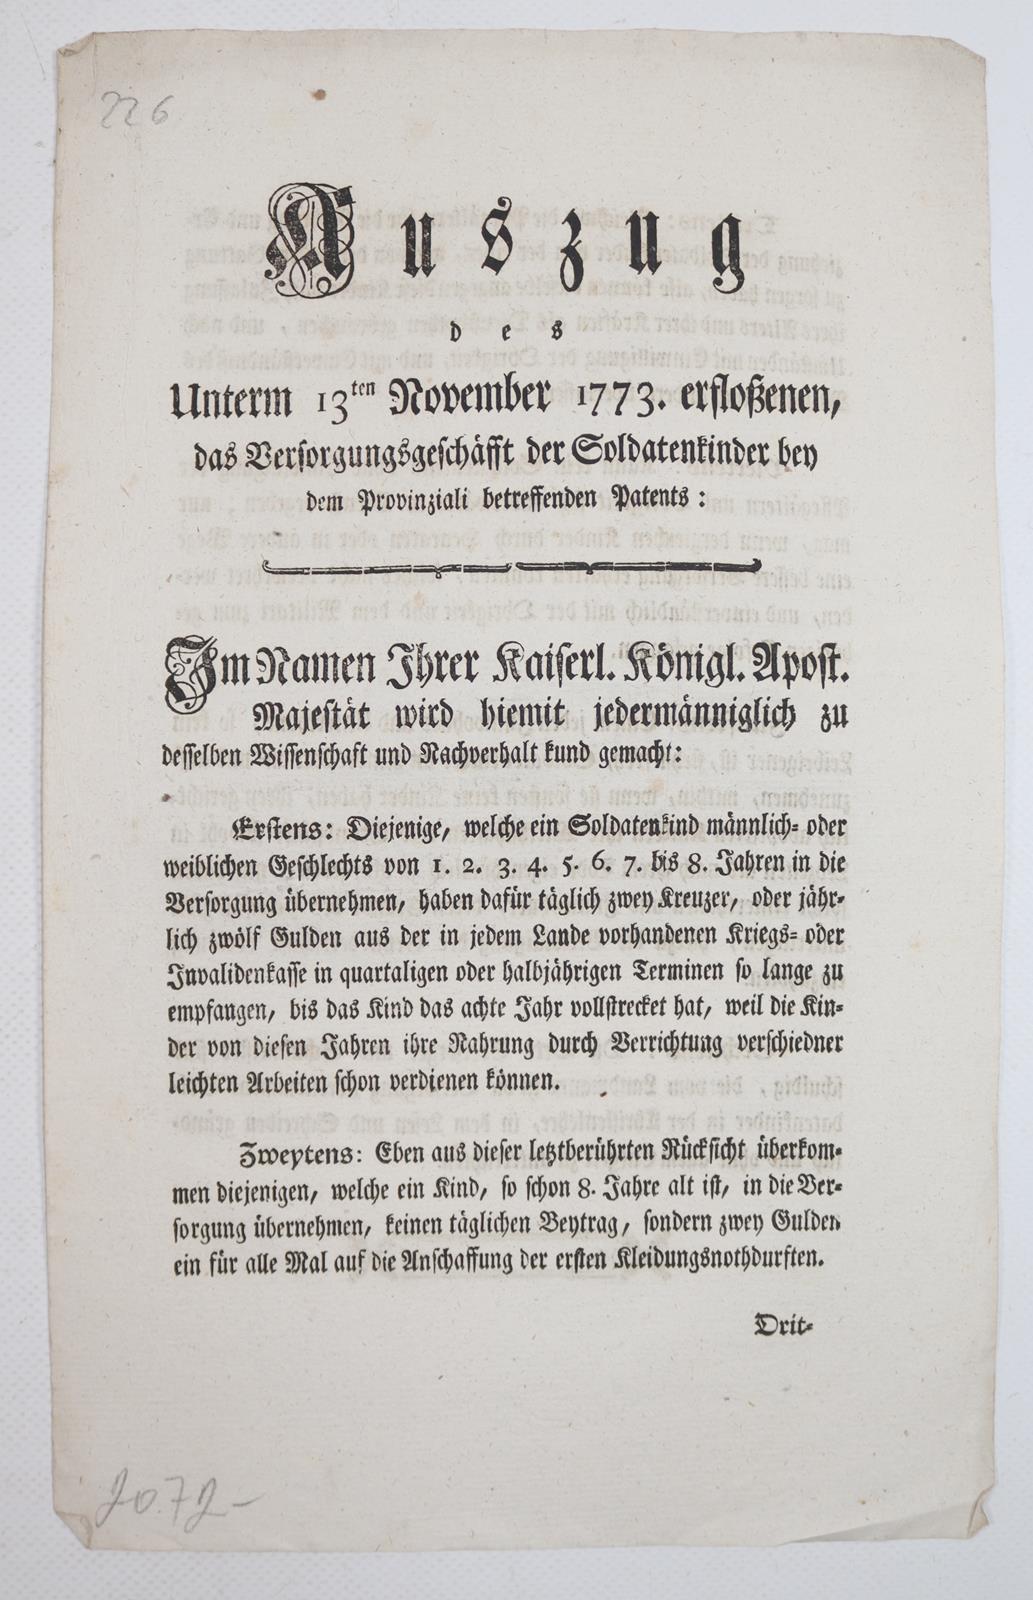 226
Auszug
des
Unterm 13ten November 1773. erfloßenen,
das Versorgungsgeschäfft der Soldatenkinder bey
dem Provinziali betreffenden Patents:
Im Namen Ihrer Kaiserl. Königl. Apost.
Majestät wird hiemit jedermänniglich zu
desselben Wissenschaft und Nachverhalt kund gemacht:
Erstens: Diejenige, welche ein Soldatenkind männlich- oder
weiblichen Geschlechts von 1. 2. 3. 4. 5. 6. 7. bis 8. Jahren in die
Versorgung übernehmen, haben dafür täglich zwey Kreuzer, oder jähr-
lich zwölf Gulden aus der in jedem Lande vorhandenen Kriegs- oder
Invalidenkasse in quartaligen oder halbjährigen Terminen so lange zu
empfangen, bis das Kind das achte Jahr vollstrecket hat, weil die Kin-
der von diesen Jahren ihre Nahrung durch Verrichtung verschiedner
leichten Arbeiten schon verdienen können.
Zweytens: Eben aus dieser letztberührten Rücksicht überkom-
men diejenigen, welche ein Kind, so schon 8. Jahre alt ist, in die Ver-
sorgung übernehmen, keinen täglichen Beytrag, sondern zwey Gulden
ein für alle Mal auf die Anschaffung der ersten Kleidungsnothdurften.
Drit-